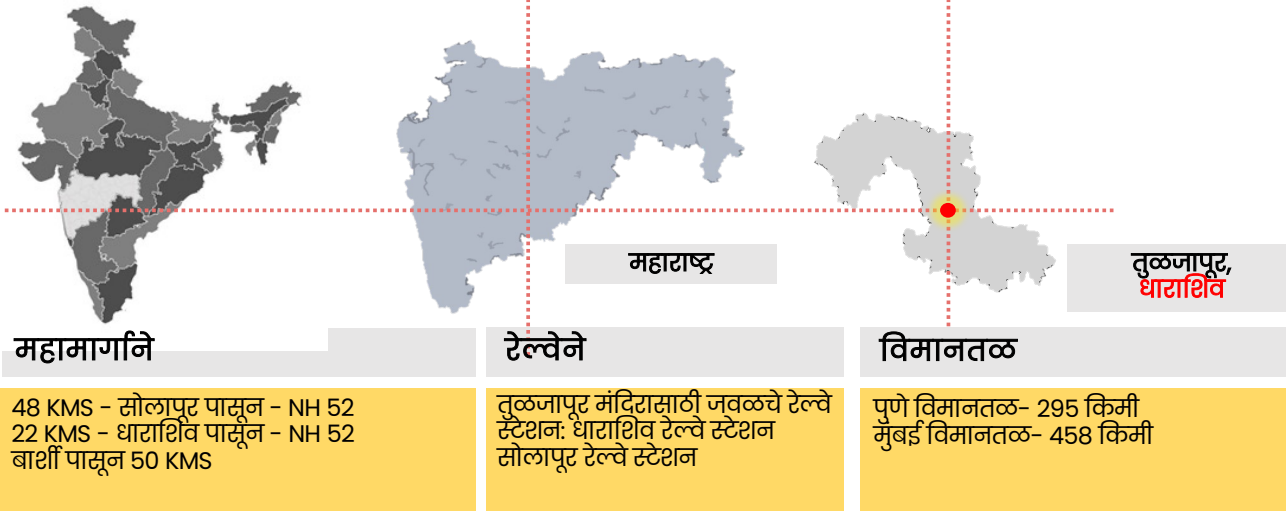 महाराष्ट्र
तुळजापूर,
धाराशिव
महामार्गाने
48 KMS - सोलापूर पासून - NH 52
22 KMS - धाराशिव पासून - NH 52
बार्शी पासून 50 KMS
रेल्वेने
तुळजापूर मंदिरासाठी जवळचे रेल्वे
स्टेशन: धाराशिव रेल्वे स्टेशन
सोलापूर रेल्वे स्टेशन
विमानतळ
पुणे विमानतळ- 295 किमी
मुंबई विमानतळ- 458 किमी